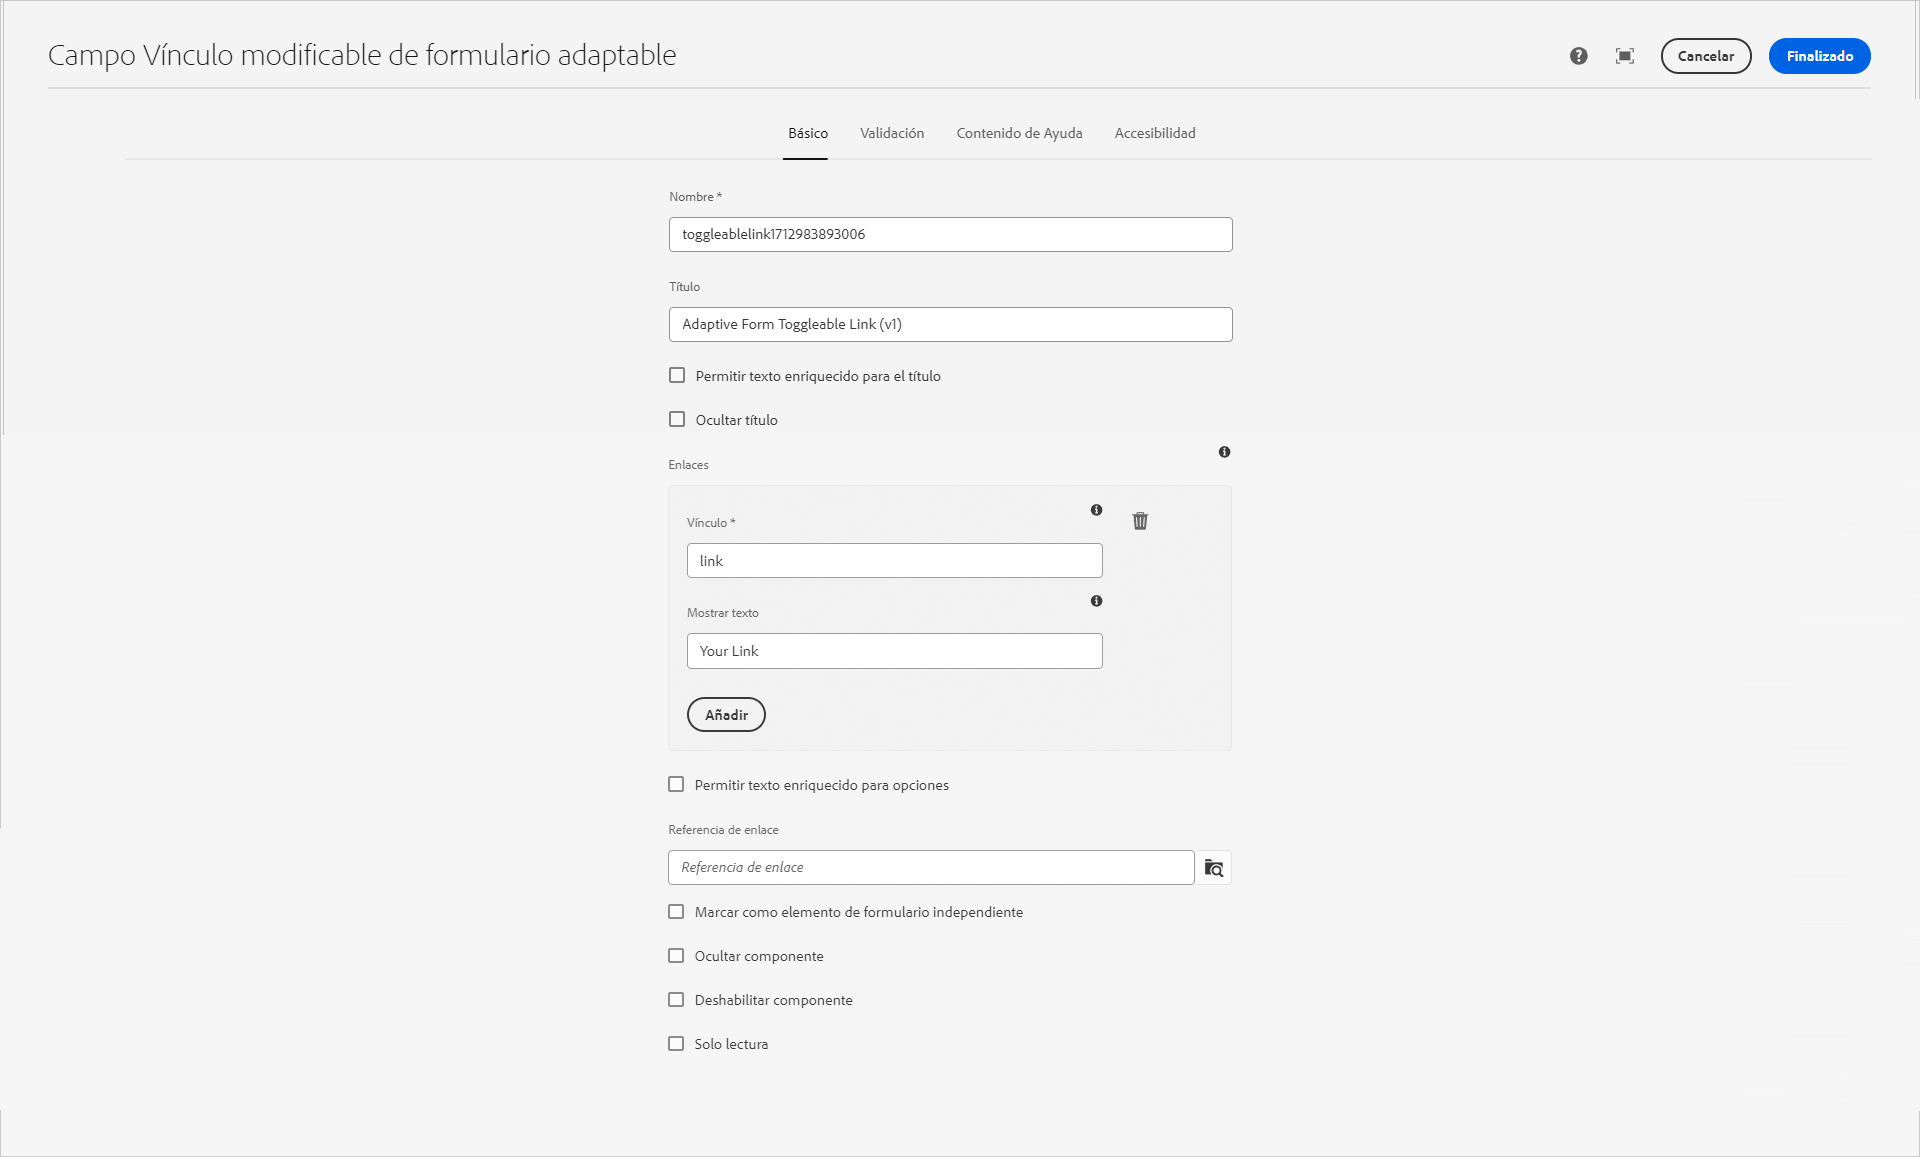 Campo Vínculo modificable de formulario adaptable
Cancelar
Finalizado
Básico Validación Contenido de Ayuda Accesibilidad
Nombre *
toggleablelink1712983893006
Título
Adaptive Form Toggleable Link (v1)
Permitir texto enriquecido para el título
Ocultar título
Enlaces
Vínculo *
link
Mostrar texto
Your Link
Añadir
Permitir texto enriquecido para opciones
Referencia de enlace
Referencia de enlace
Marcar como elemento de formulario independiente
Ocultar componente
Deshabilitar componente
Solo lectura